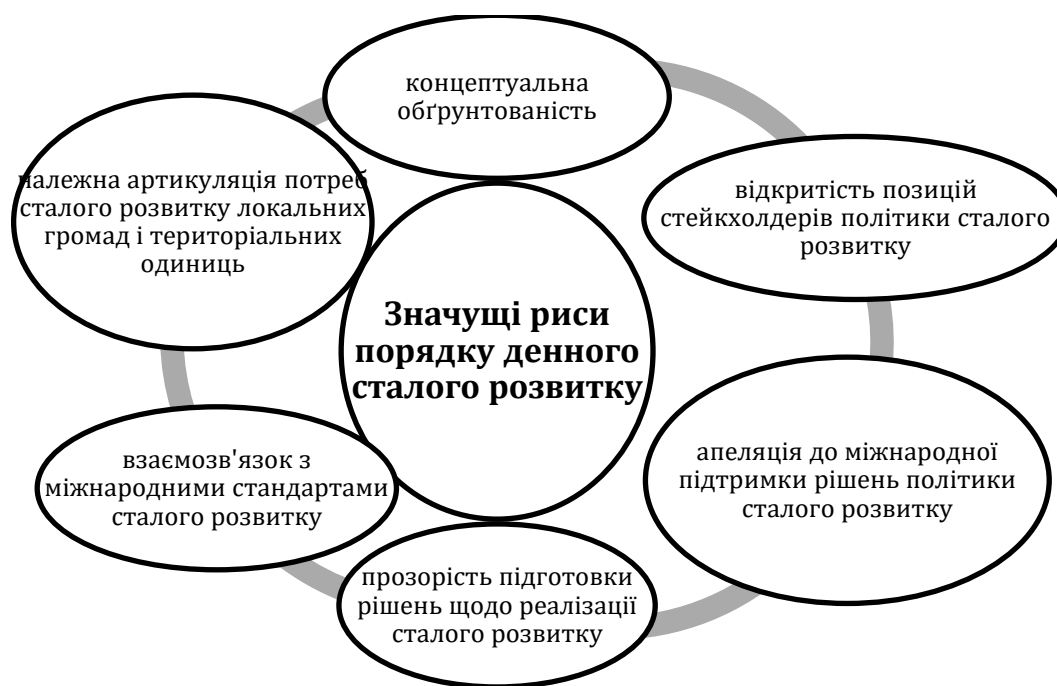 концептуальна
обґрунтованість
відкритість позицій
стейкхолдерів політики сталого
розвитку
апеляція до міжнародної
підтримки рішень політики
сталого розвитку
прозорість підготовки
рішень щодо реалізації
сталого розвитку
взаємозв'язок з
міжнародними стандартами
сталого розвитку
належна артикуляція потреб
сталого розвитку локальних
громад і територіальних
одиниць
Значущі риси
порядку денного
сталого розвитку